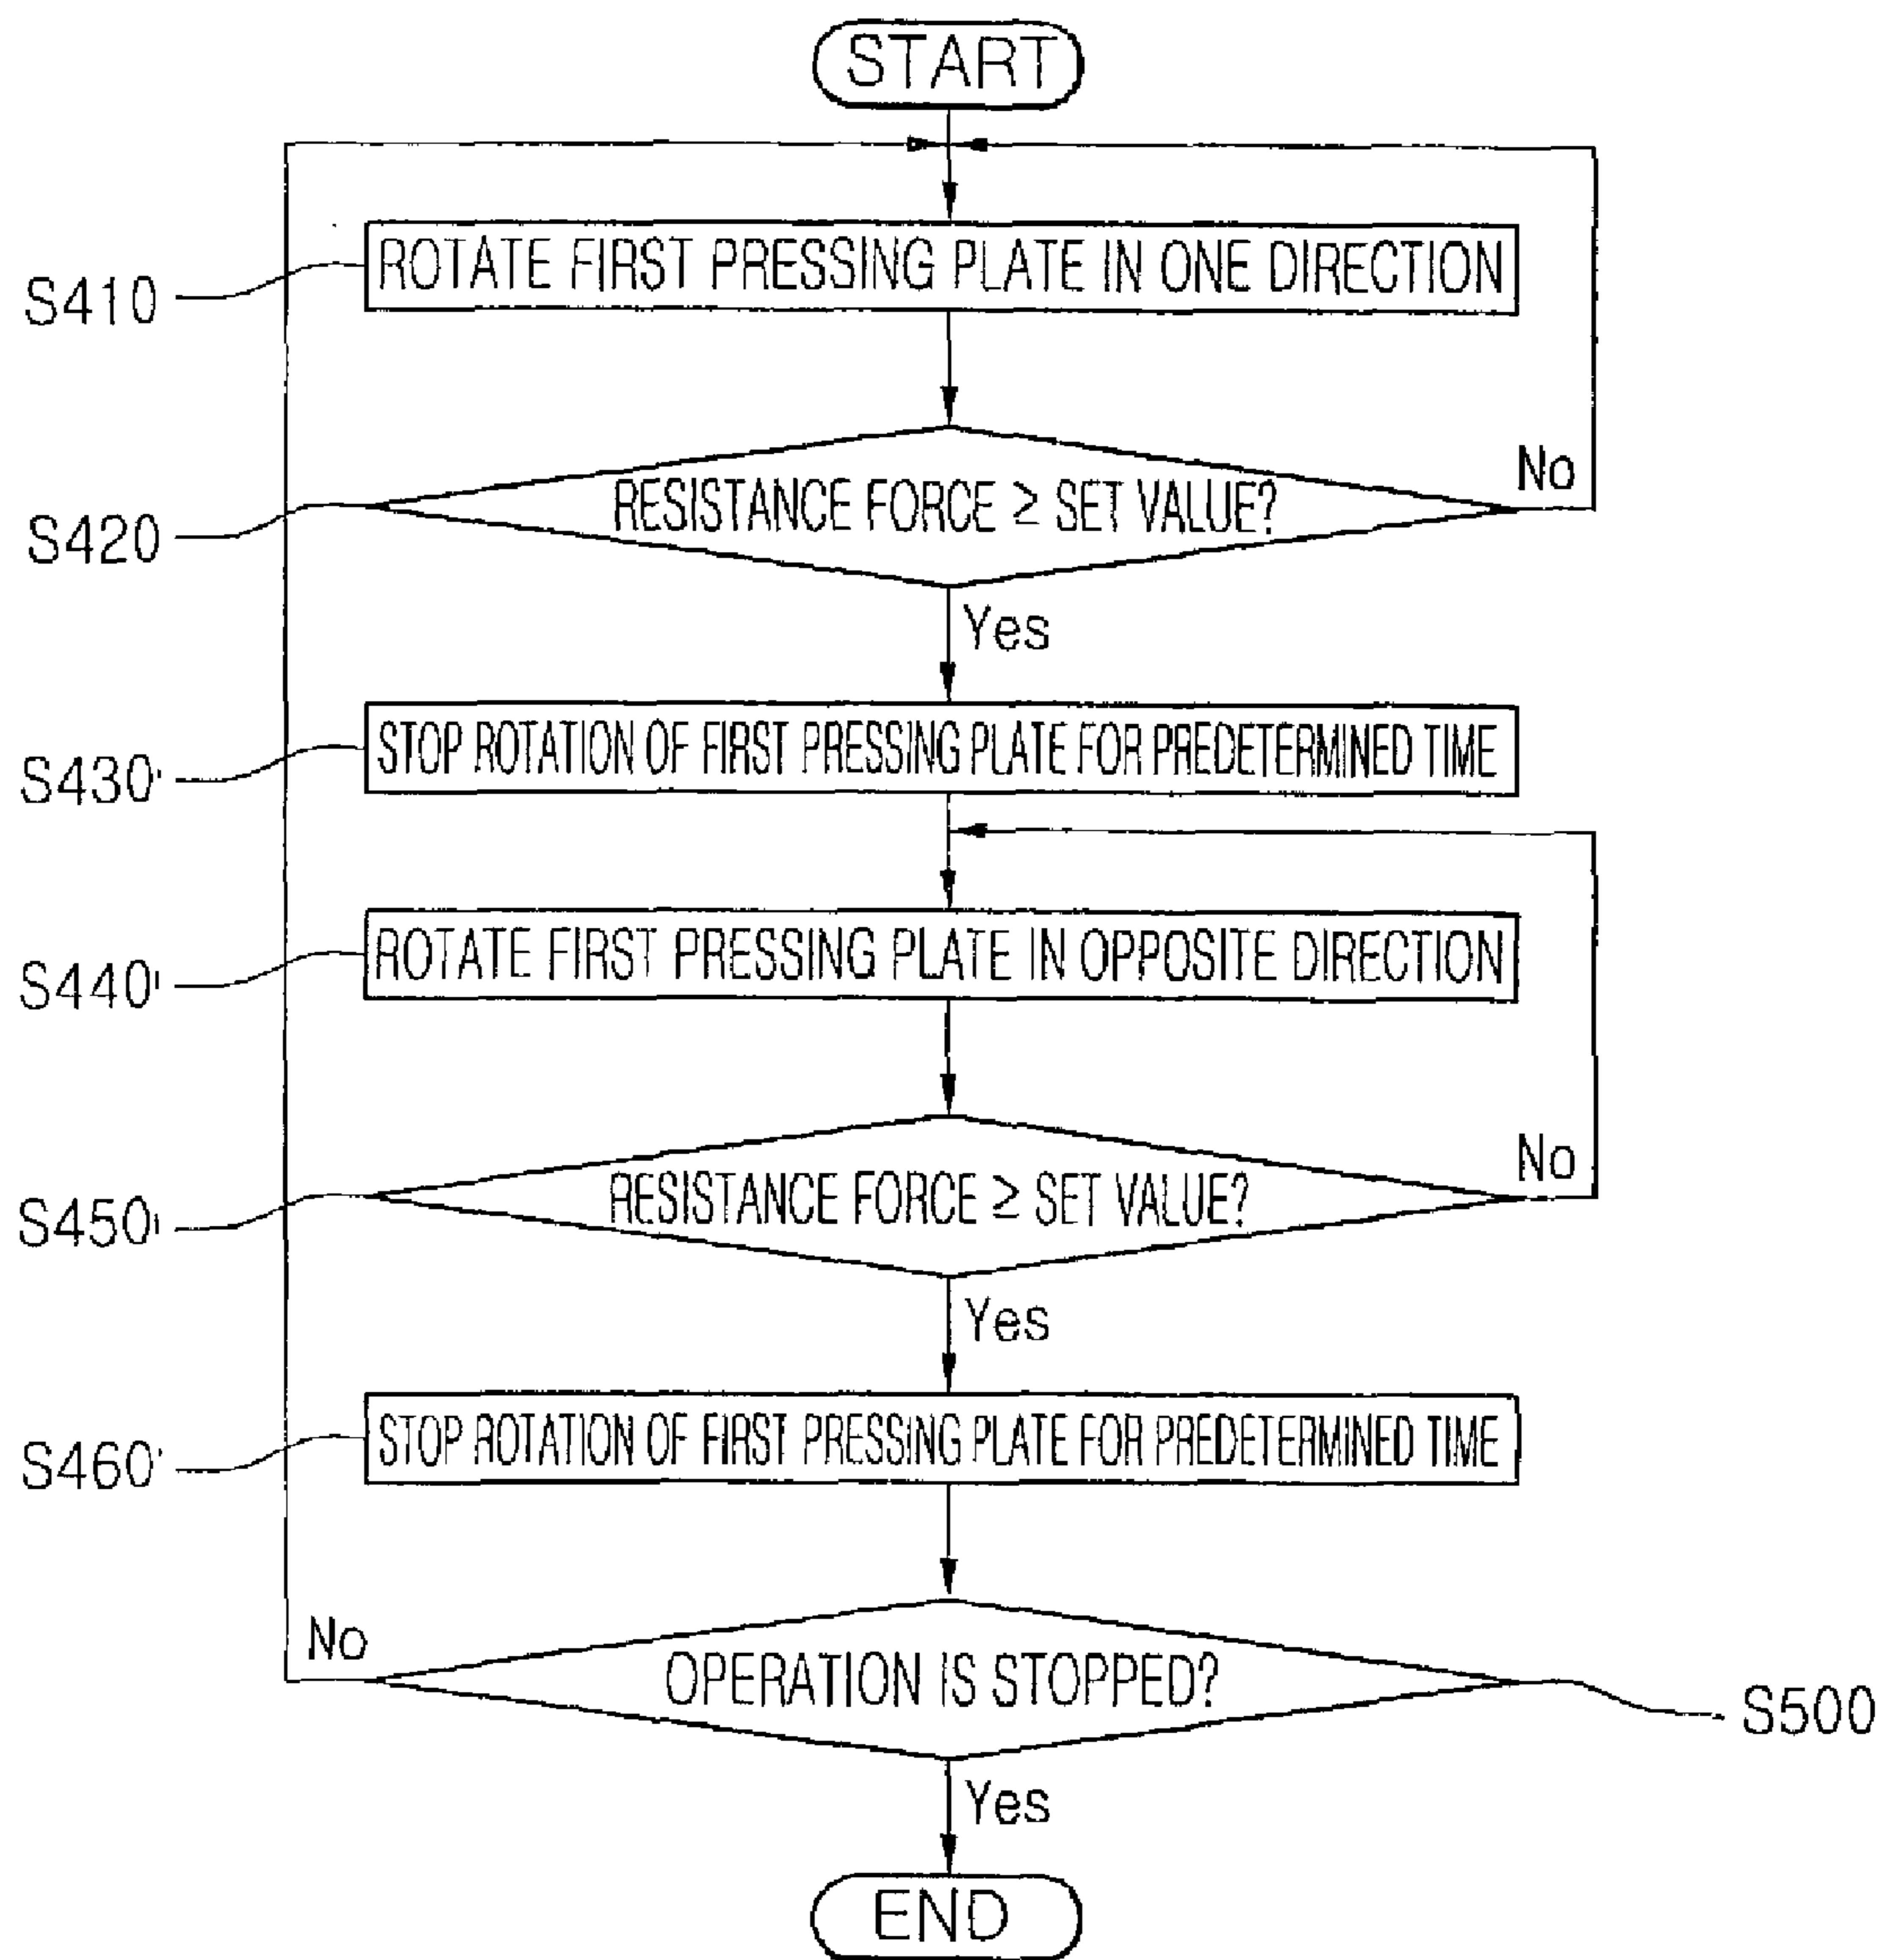 START
S410
ROTATE FIRST PRESSING PLATE IN ONE DIRECTION
S420
RESISTANCE FORCE ≥ SET VALUE?
No
Yes
S430'
STOP ROTATION OF FIRST PRESSING PLATE FOR PREDETERMINED TIME
S440'
ROTATE FIRST PRESSING PLATE IN OPPOSITE DIRECTION
S450'
RESISTANCE FORCE ≥ SET VALUE?
No
Yes
S460'
STOP ROTATION OF FIRST PRESSING PLATE FOR PREDETERMINED TIME
No
OPERATION IS STOPPED?
S500
Yes
END